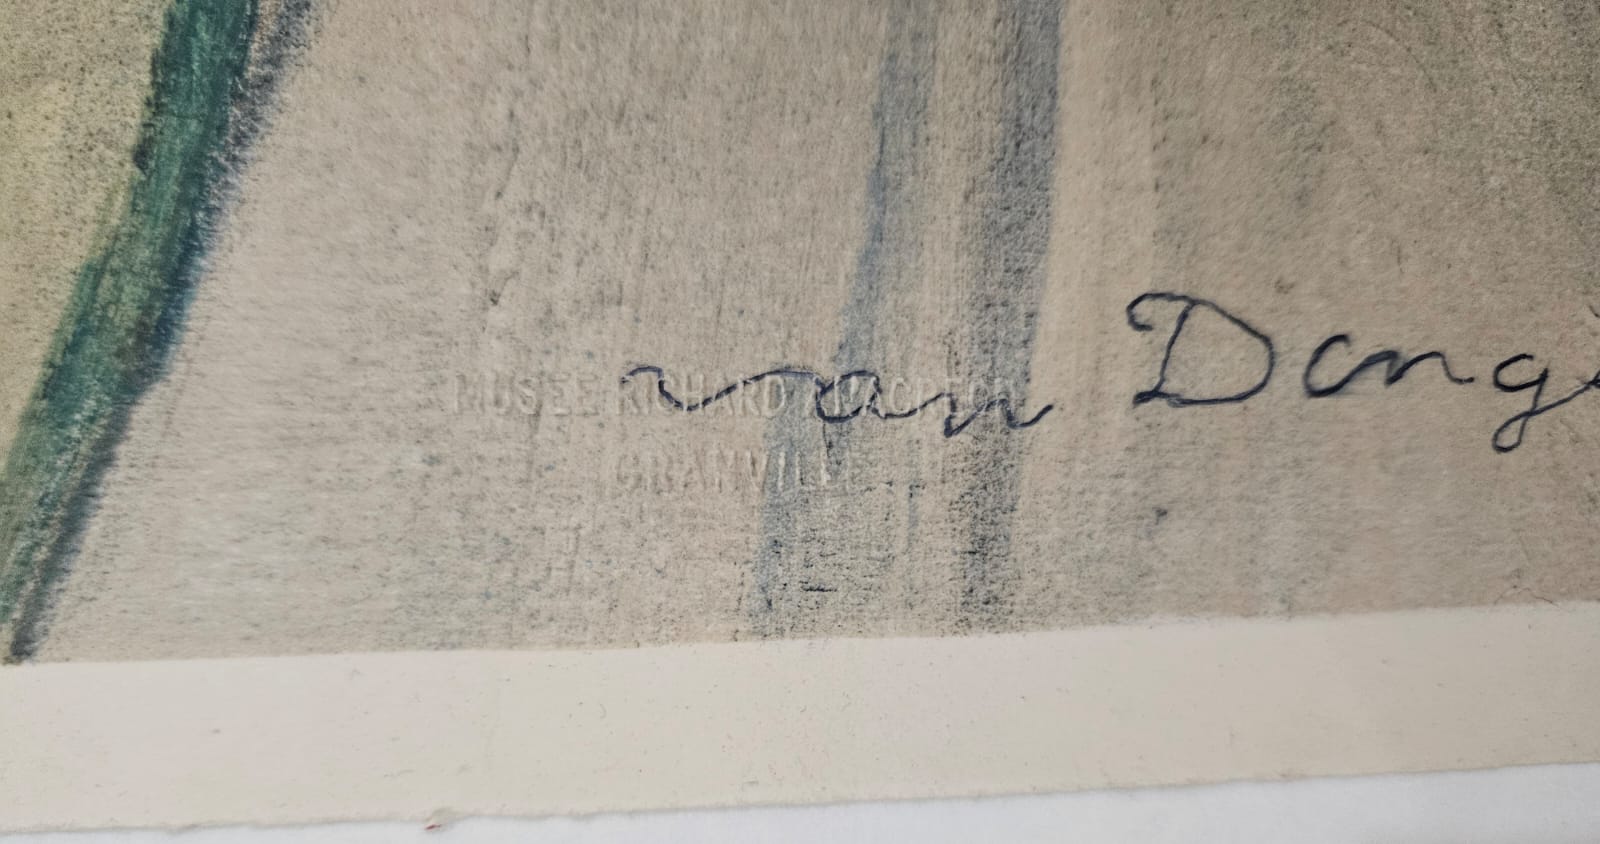 van Dong
MUSEE RICHARD ANACREON
GRANVILLE